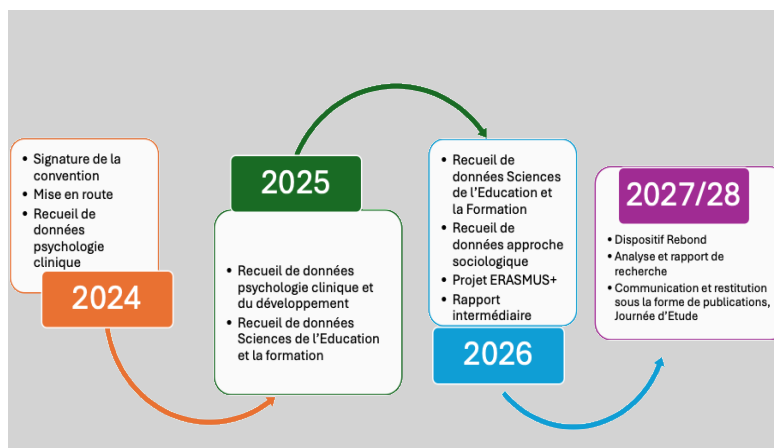 • Signature de la
convention
• Mise en route
• Recueil de
données
psychologie
clinique
2024
2025
• Recueil de données
psychologie clinique et
du développement
• Recueil de données
Sciences de l'Education
et la formation
• Recueil de
données Sciences
de l'Education et
la Formation
• Recueil de
données approche
sociologique
• Projet ERASMUS+
• Rapport
intermédiaire
2026
2027/28
• Dispositif Rebond
• Analyse et rapport de
recherche
• Communication et restitution
sous la forme de publications,
Journée d'Etude